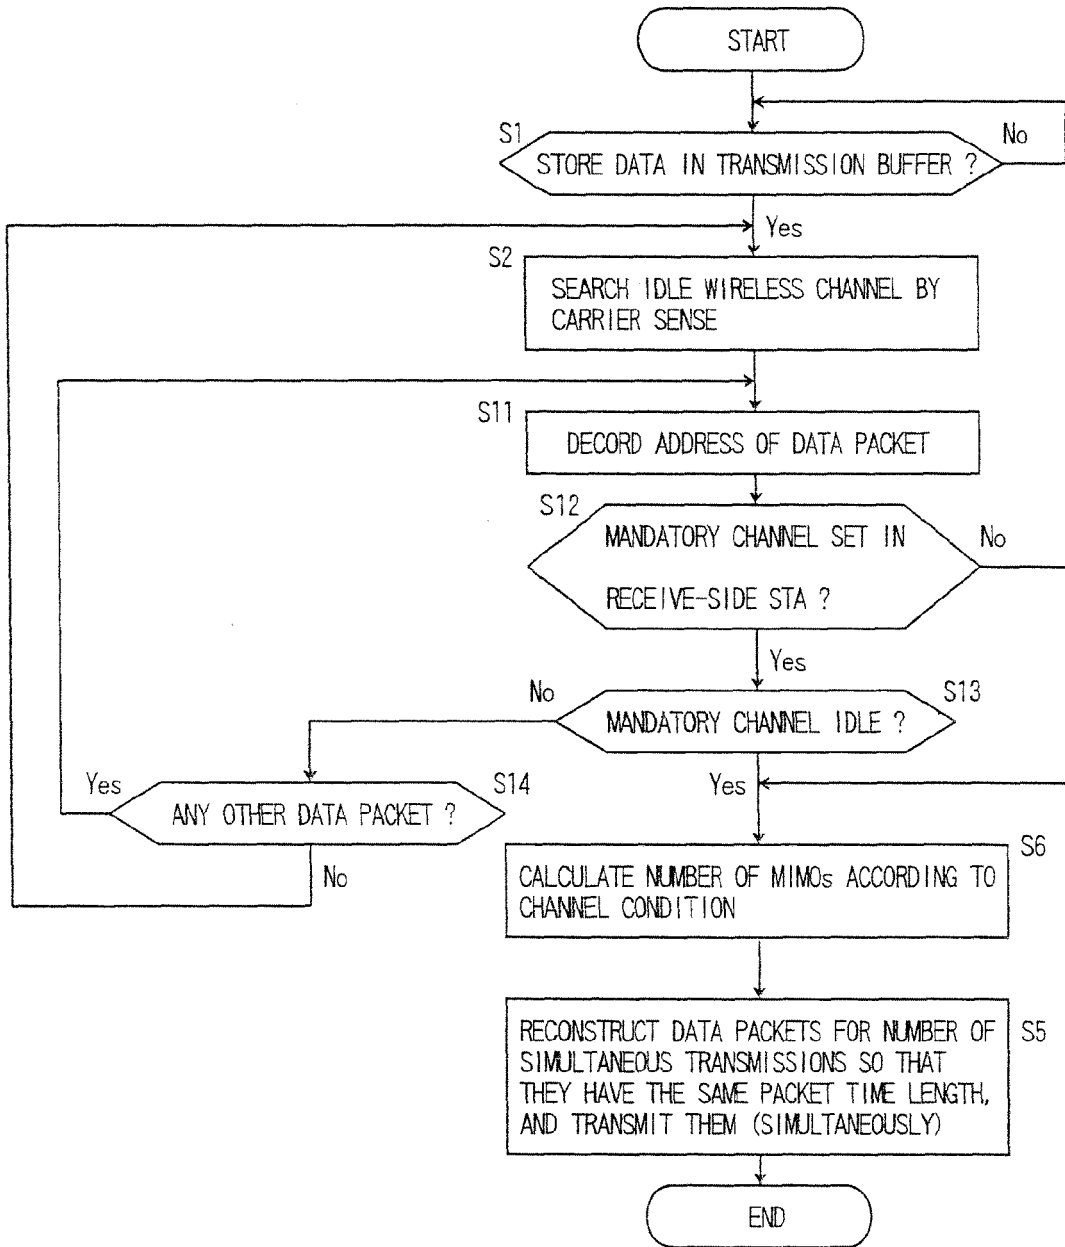 START
S1
No
STORE DATA IN TRANSMISSION BUFFER ?
Yes
S2
SEARCH IDLE WIRELESS CHANNEL BY
CARRIER SENSE
S11
DECORD ADDRESS OF DATA PACKET
S12
MANDATORY CHANNEL SET IN
RECEIVE-SIDE STA ?
No
Yes
No
S13
MANDATORY CHANNEL IDLE ?
Yes
Yes
S14
ANY OTHER DATA PACKET ?
No
S6
CALCULATE NUMBER OF MIMOs ACCORDING TO
CHANNEL CONDITION
RECONSTRUCT DATA PACKETS FOR NUMBER OF
SIMULTANEOUS TRANSMISSIONS SO THAT
THEY HAVE THE SAME PACKET TIME LENGTH,
AND TRANSMIT THEM (SIMULTANEOUSLY)
S5
END